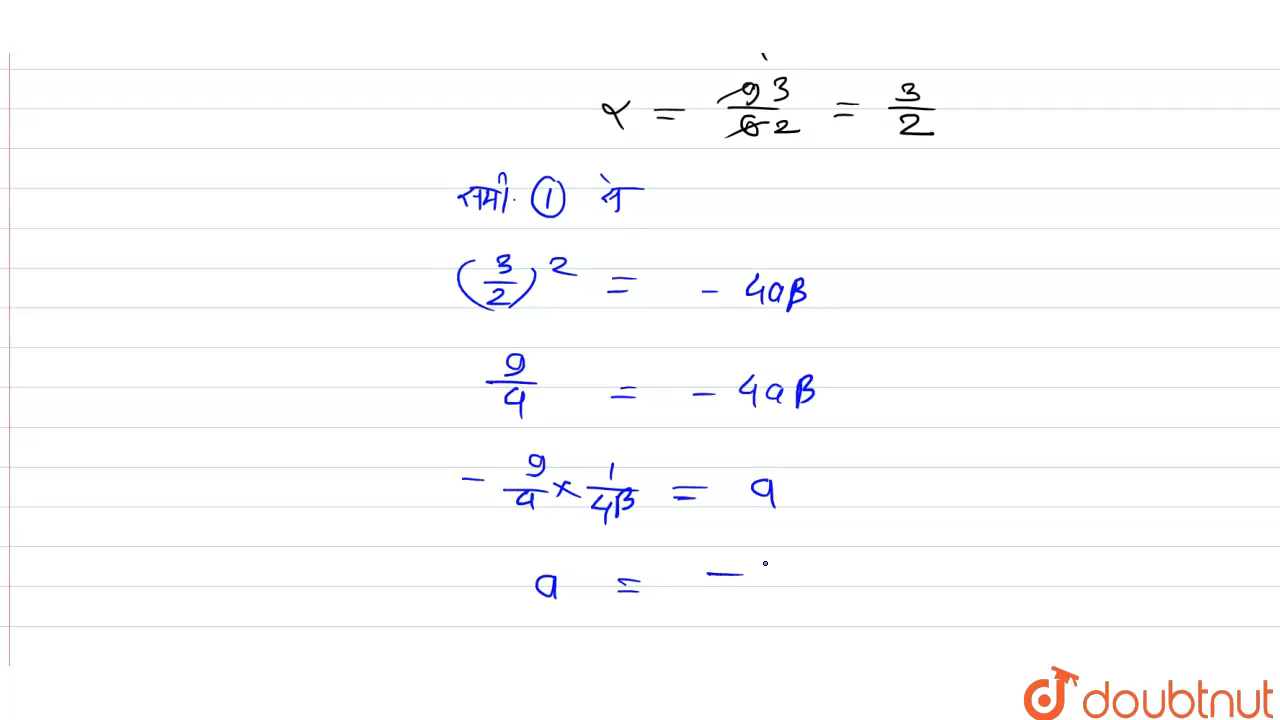 α = 9̶ 3/6̶ 2 = 3/2
समी. ① से
(3/2)² = - 4aβ
9/4 = - 4aβ
- 9/4 × 1/4β = a
a = -
doubtnut